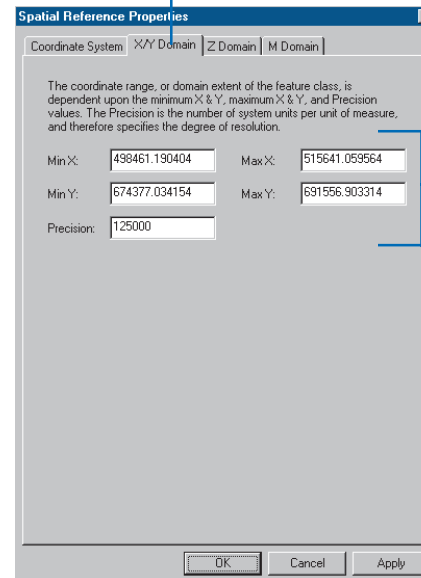 Spatial Reference Properties
Coordinate System X/Y Domain Z Domain M Domain
The coordinate range, or domain extent of the feature class, is
dependent upon the minimum X & Y, maximum X & Y, and Precision
values. The Precision is the number of system units per unit of measure,
and therefore specifies the degree of resolution.
Min X: 498461.190404 Max X: 515641.059564
Min Y: 674377.034154 Max Y: 691556.903314
Precision: 125000
OK Cancel Apply